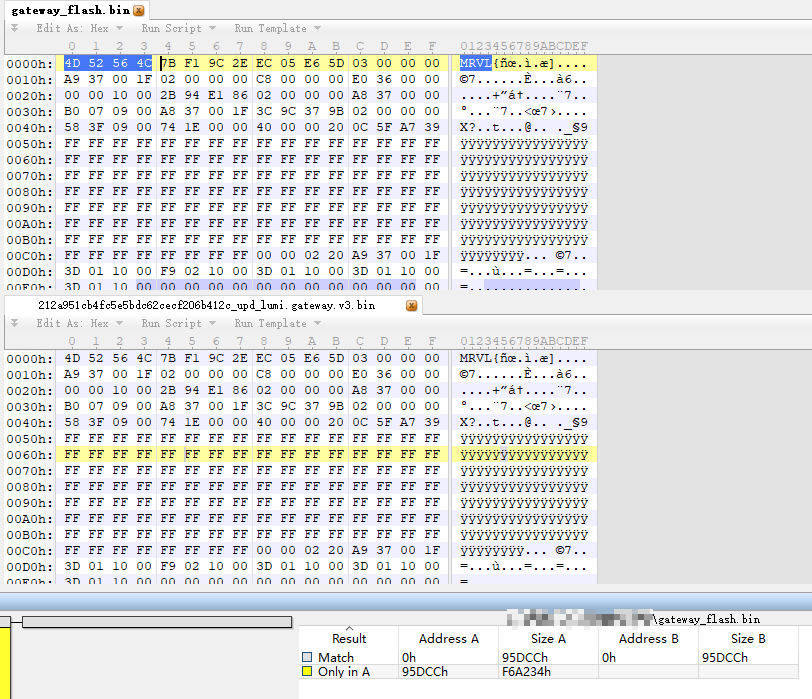 gateway_flash.bin
Edit As: Hex Run Script Run Template
0 1 2 3 4 5 6 7 8 9 A B C D E F 0123456789ABCDEF
0000h: 4D 52 56 4C 7B F1 9C 2E EC 05 E6 5D 03 00 00 00 MRVL{ñœ.ì.æ]....
0010h: A9 37 00 1F 02 00 00 00 C8 00 00 00 E0 36 00 00 ©7......È...à6..
0020h: 00 00 10 00 2B 94 E1 86 02 00 00 00 A8 37 00 00 ....+”á†....¨7..
0030h: B0 07 09 00 A8 37 00 1F 3C 9C 37 9B 02 00 00 00 °...¨7..<œ7›....
0040h: 58 3F 09 00 74 1E 00 00 40 00 00 20 0C 5F A7 39 X?..t...@.. ._§9
0050h: FF FF FF FF FF FF FF FF FF FF FF FF FF FF FF FF ÿÿÿÿÿÿÿÿÿÿÿÿÿÿÿÿ
0060h: FF FF FF FF FF FF FF FF FF FF FF FF FF FF FF FF ÿÿÿÿÿÿÿÿÿÿÿÿÿÿÿÿ
0070h: FF FF FF FF FF FF FF FF FF FF FF FF FF FF FF FF ÿÿÿÿÿÿÿÿÿÿÿÿÿÿÿÿ
0080h: FF FF FF FF FF FF FF FF FF FF FF FF FF FF FF FF ÿÿÿÿÿÿÿÿÿÿÿÿÿÿÿÿ
0090h: FF FF FF FF FF FF FF FF FF FF FF FF FF FF FF FF ÿÿÿÿÿÿÿÿÿÿÿÿÿÿÿÿ
00A0h: FF FF FF FF FF FF FF FF FF FF FF FF FF FF FF FF ÿÿÿÿÿÿÿÿÿÿÿÿÿÿÿÿ
00B0h: FF FF FF FF FF FF FF FF FF FF FF FF FF FF FF FF ÿÿÿÿÿÿÿÿÿÿÿÿÿÿÿÿ
00C0h: FF FF FF FF FF FF FF FF 00 00 02 20 A9 37 00 1F ÿÿÿÿÿÿÿÿ... ©7..
00D0h: 3D 01 10 00 F9 02 10 00 3D 01 10 00 3D 01 10 00 =...ù...=...=...
00E0h: 3D 01 10 00 00 00 00 00 00 00 00 00 00 00 00 00
212a951cb4fc5e5bdc62cecf206b412c_upd_lumi.gateway.v3.bin
Edit As: Hex Run Script Run Template
0 1 2 3 4 5 6 7 8 9 A B C D E F 0123456789ABCDEF
0000h: 4D 52 56 4C 7B F1 9C 2E EC 05 E6 5D 03 00 00 00 MRVL{ñœ.ì.æ]....
0010h: A9 37 00 1F 02 00 00 00 C8 00 00 00 E0 36 00 00 ©7......È...à6..
0020h: 00 00 10 00 2B 94 E1 86 02 00 00 00 A8 37 00 00 ....+”á†....¨7..
0030h: B0 07 09 00 A8 37 00 1F 3C 9C 37 9B 02 00 00 00 °...¨7..<œ7›....
0040h: 58 3F 09 00 74 1E 00 00 40 00 00 20 0C 5F A7 39 X?..t...@.. ._§9
0050h: FF FF FF FF FF FF FF FF FF FF FF FF FF FF FF FF ÿÿÿÿÿÿÿÿÿÿÿÿÿÿÿÿ
0060h: FF FF FF FF FF FF FF FF FF FF FF FF FF FF FF FF ÿÿÿÿÿÿÿÿÿÿÿÿÿÿÿÿ
0070h: FF FF FF FF FF FF FF FF FF FF FF FF FF FF FF FF ÿÿÿÿÿÿÿÿÿÿÿÿÿÿÿÿ
0080h: FF FF FF FF FF FF FF FF FF FF FF FF FF FF FF FF ÿÿÿÿÿÿÿÿÿÿÿÿÿÿÿÿ
0090h: FF FF FF FF FF FF FF FF FF FF FF FF FF FF FF FF ÿÿÿÿÿÿÿÿÿÿÿÿÿÿÿÿ
00A0h: FF FF FF FF FF FF FF FF FF FF FF FF FF FF FF FF ÿÿÿÿÿÿÿÿÿÿÿÿÿÿÿÿ
00B0h: FF FF FF FF FF FF FF FF FF FF FF FF FF FF FF FF ÿÿÿÿÿÿÿÿÿÿÿÿÿÿÿÿ
00C0h: FF FF FF FF FF FF FF FF 00 00 02 20 A9 37 00 1F ÿÿÿÿÿÿÿÿ... ©7..
00D0h: 3D 01 10 00 F9 02 10 00 3D 01 10 00 3D 01 10 00 =...ù...=...=...
00E0h: 3D 01 10 00 00 00 00 00 00 00 00 00 00 00 00 00 =
\gateway_flash.bin
Result Address A Size A Address B Size B
Match 0h 95DCCh 0h 95DCCh
Only in A 95DCCh F6A234h